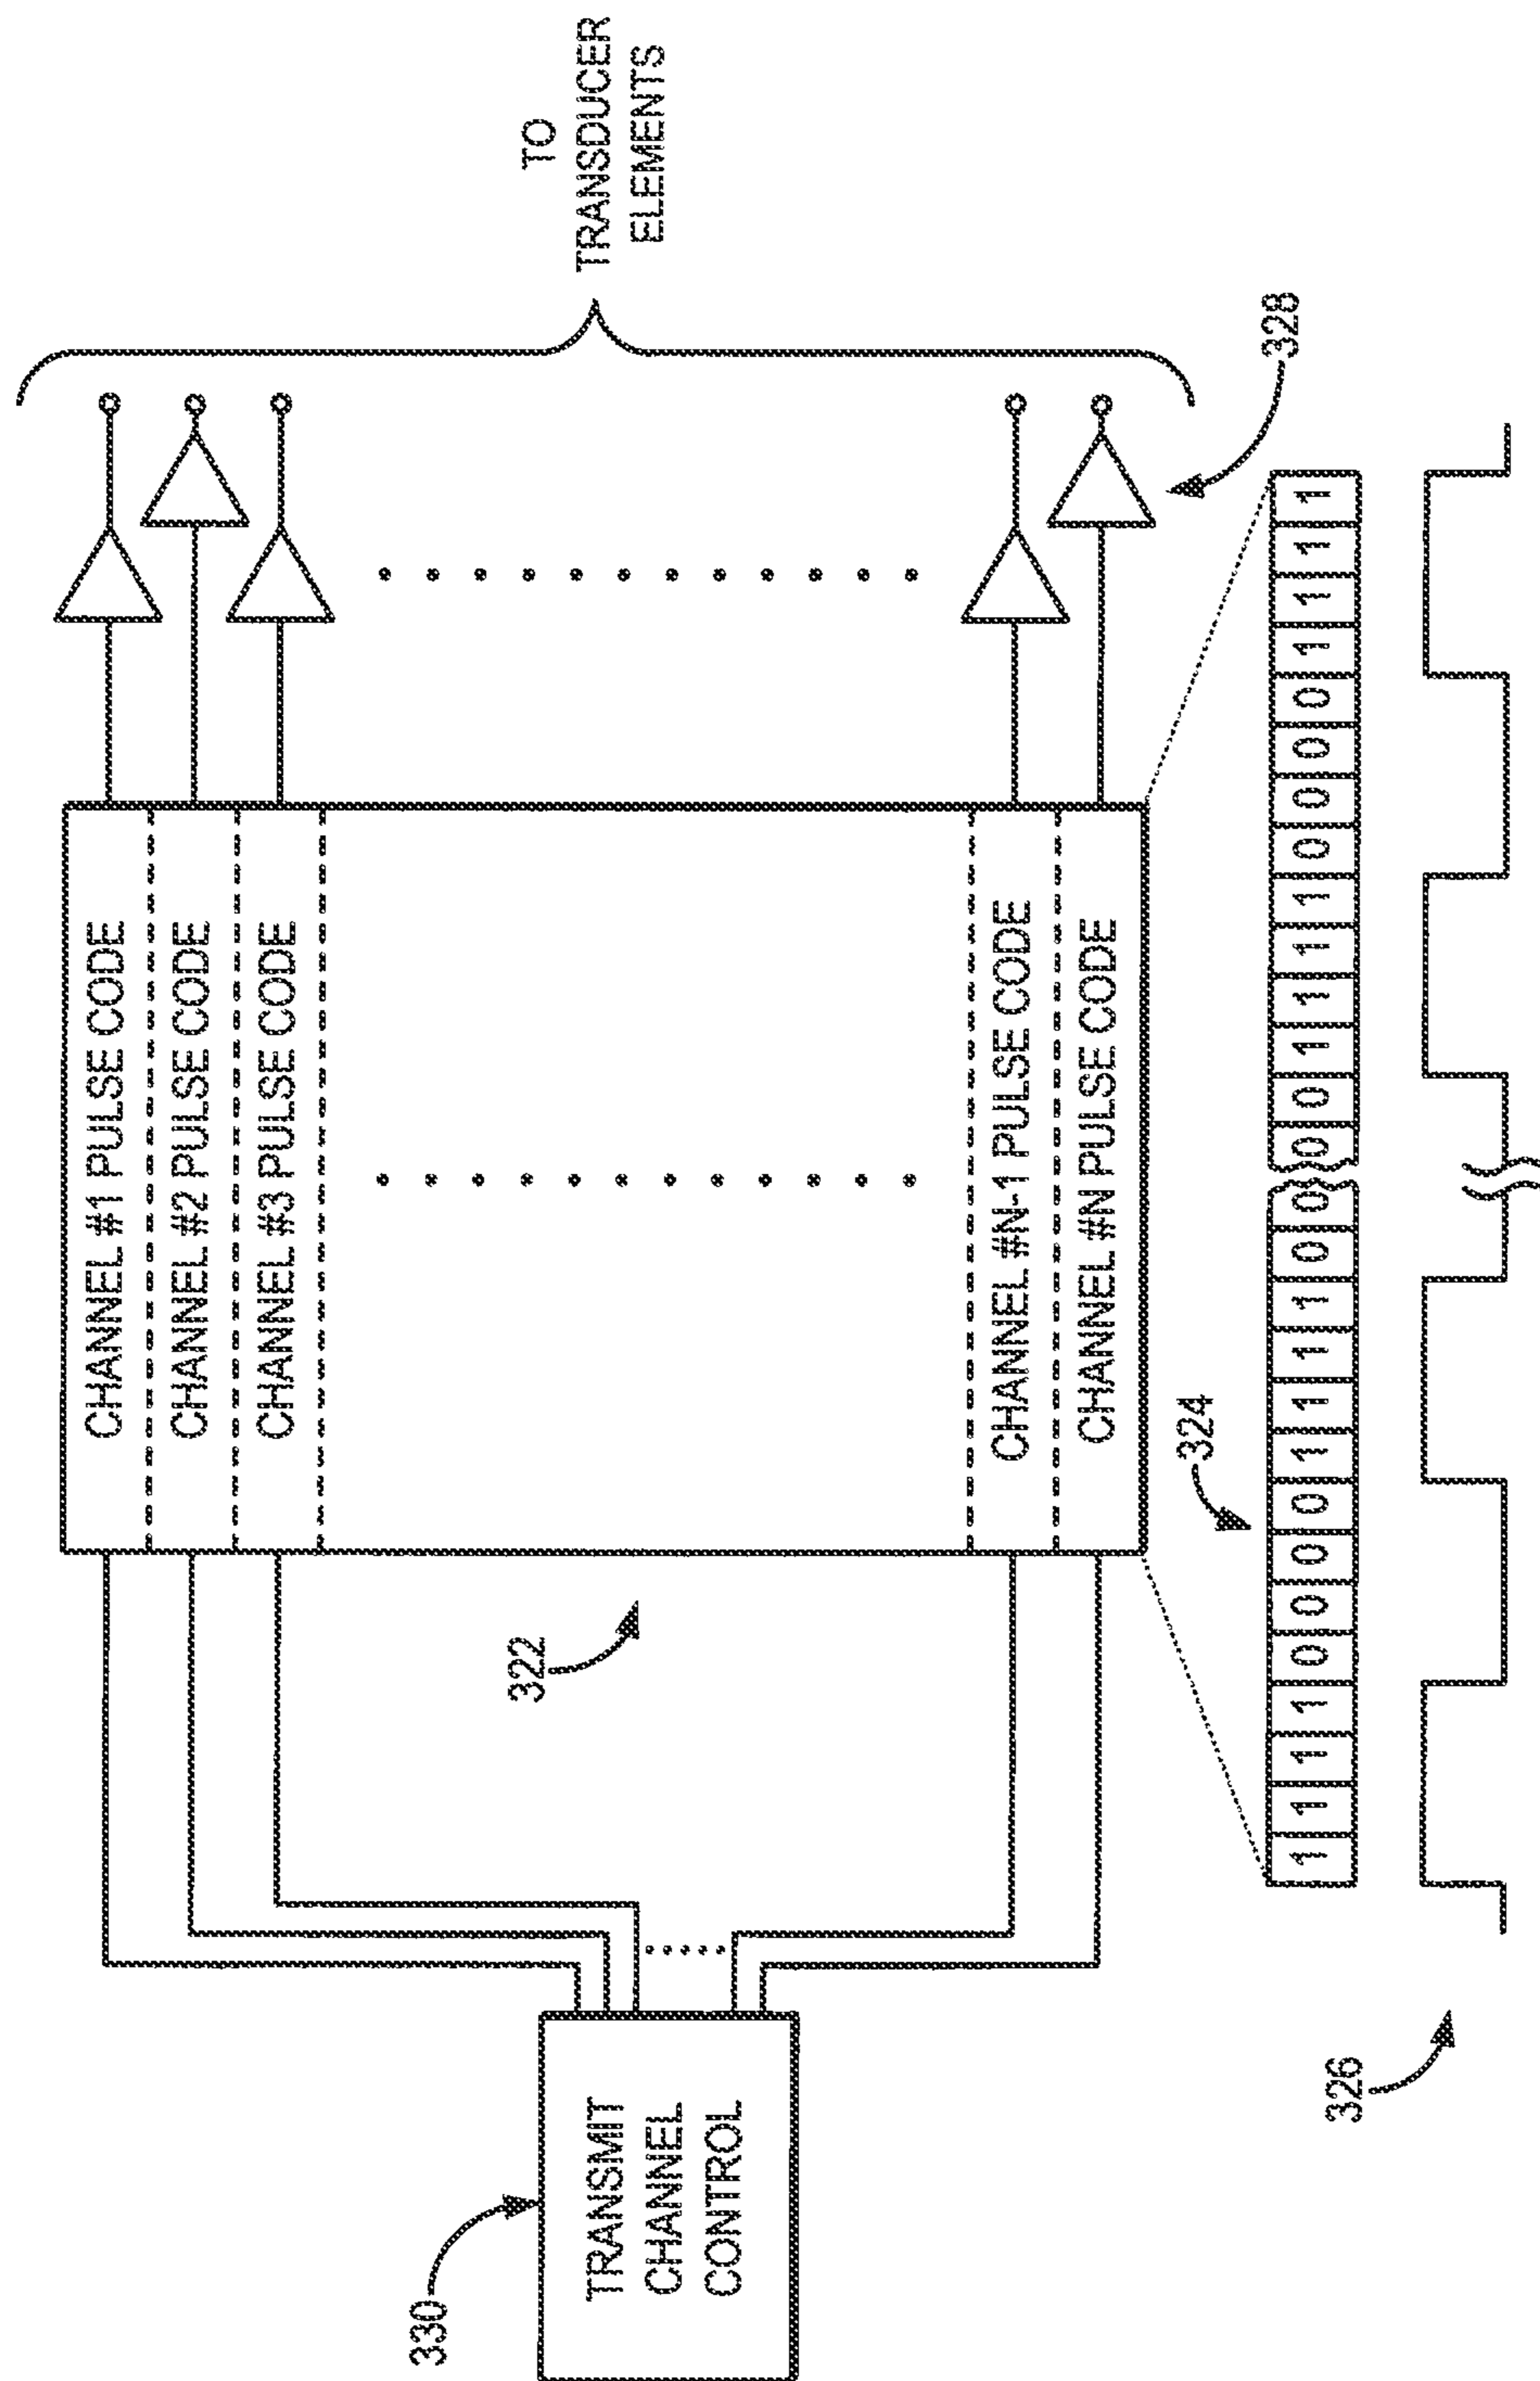 330
TRANSMIT
CHANNEL
CONTROL
322
CHANNEL #1 PULSE CODE
CHANNEL #2 PULSE CODE
CHANNEL #3 PULSE CODE
CHANNEL #N-1 PULSE CODE
CHANNEL #N PULSE CODE
TO
TRANSDUCER
ELEMENTS
328
324
1 1 1 1 0 0 0 0 1 1 1 1 0 0 0 0 1 1 1 1 0 0 0 0 1 1 1 1
326